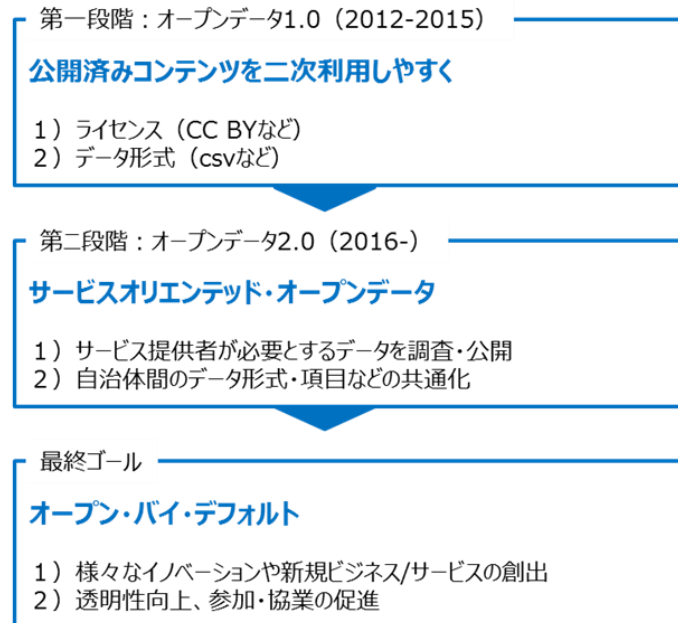 第一段階：オープンデータ1.0（2012-2015）
公開済みコンテンツを二次利用しやすく
1）ライセンス（CC BYなど）
2）データ形式（csvなど）
第二段階：オープンデータ2.0（2016-）
サービスオリエンテッド・オープンデータ
1）サービス提供者が必要とするデータを調査・公開
2）自治体間のデータ形式・項目などの共通化
最終ゴール
オープン・バイ・デフォルト
1）様々なイノベーションや新規ビジネス/サービスの創出
2）透明性向上、参加・協業の促進